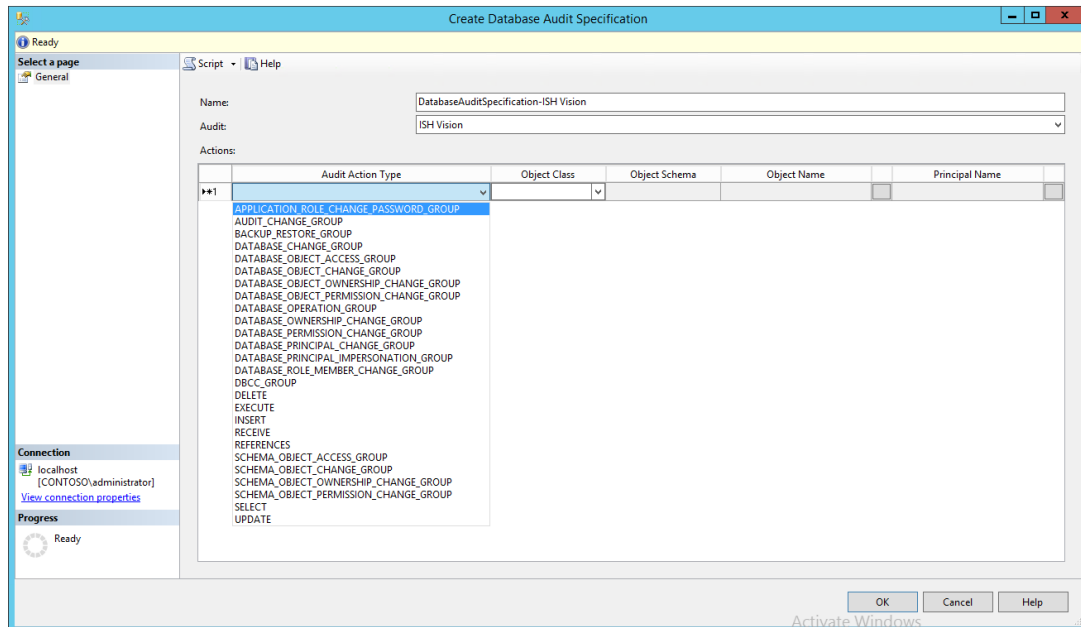 Create Database Audit Specification
Ready
Select a page
General
Script
Help
Name:
DatabaseAuditSpecification-ISH Vision
Audit:
ISH Vision
Actions:
Audit Action Type
Object Class
Object Schema
Object Name
Principal Name
*1
APPLICATION_ROLE_CHANGE_PASSWORD_GROUP
AUDIT_CHANGE_GROUP
BACKUP_RESTORE_GROUP
DATABASE_CHANGE_GROUP
DATABASE_OBJECT_ACCESS_GROUP
DATABASE_OBJECT_CHANGE_GROUP
DATABASE_OBJECT_OWNERSHIP_CHANGE_GROUP
DATABASE_OBJECT_PERMISSION_CHANGE_GROUP
DATABASE_OPERATION_GROUP
DATABASE_OWNERSHIP_CHANGE_GROUP
DATABASE_PERMISSION_CHANGE_GROUP
DATABASE_PRINCIPAL_CHANGE_GROUP
DATABASE_PRINCIPAL_IMPERSONATION_GROUP
DATABASE_ROLE_MEMBER_CHANGE_GROUP
DBCC_GROUP
DELETE
EXECUTE
INSERT
RECEIVE
REFERENCES
SCHEMA_OBJECT_ACCESS_GROUP
SCHEMA_OBJECT_CHANGE_GROUP
SCHEMA_OBJECT_OWNERSHIP_CHANGE_GROUP
SCHEMA_OBJECT_PERMISSION_CHANGE_GROUP
SELECT
UPDATE
Connection
localhost
[CONTOSO\administrator]
View connection properties
Progress
Ready
OK
Cancel
Help
Activate Windows